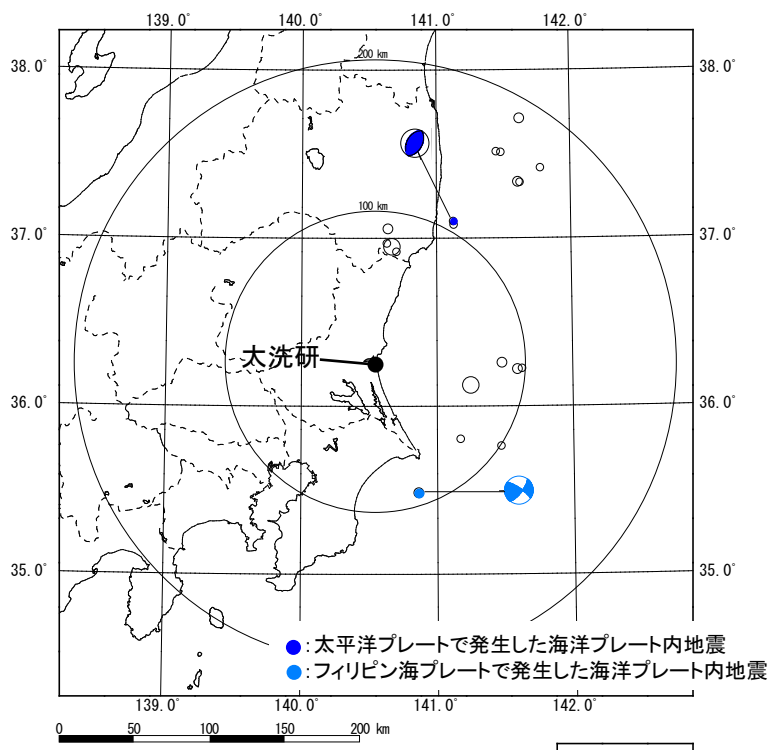 139.0° 140.0° 141.0° 142.0°
200 km
38.0° 38.0°
100 km
37.0° 37.0°
太洗研
36.0° 36.0°
35.0° 35.0°
●：太平洋プレートで発生した海洋プレート内地震
●：フィリピン海プレートで発生した海洋プレート内地震
139.0° 140.0° 141.0° 142.0°
0 50 100 150 200 km